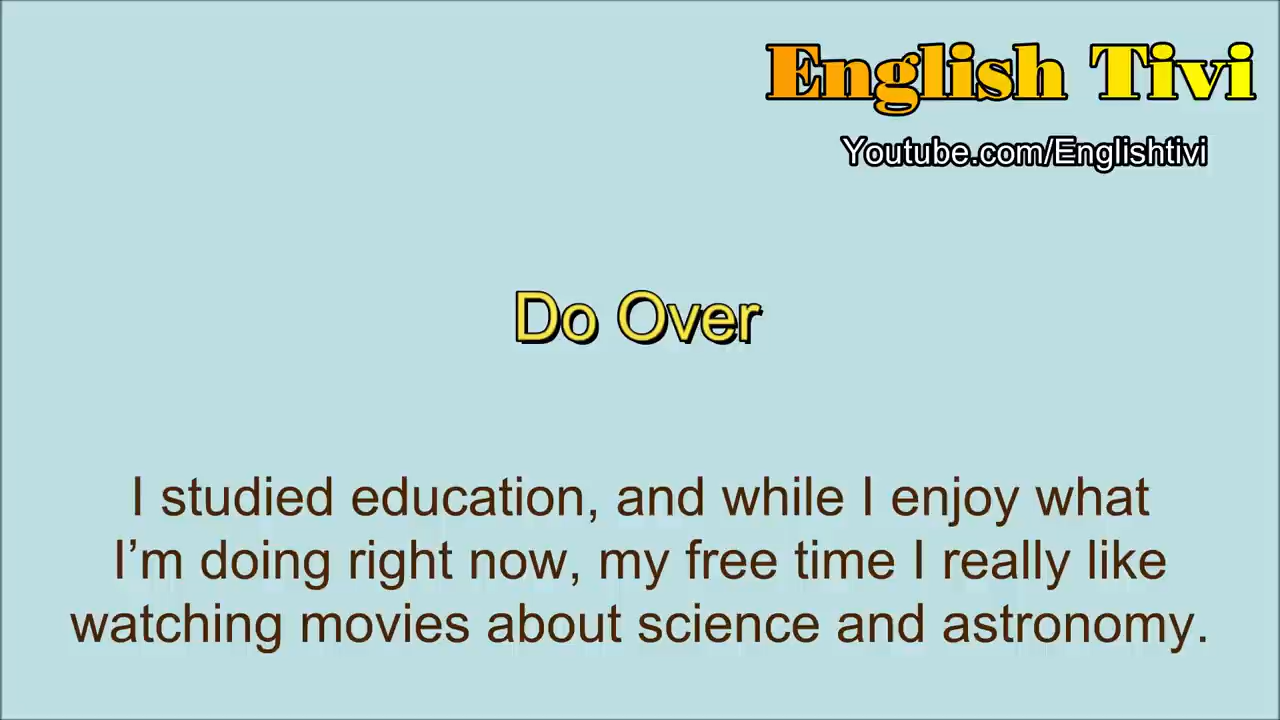 English Tivi
Youtube.com/Englishtivi
Do Over
I studied education, and while I enjoy what
I’m doing right now, my free time I really like
watching movies about science and astronomy.